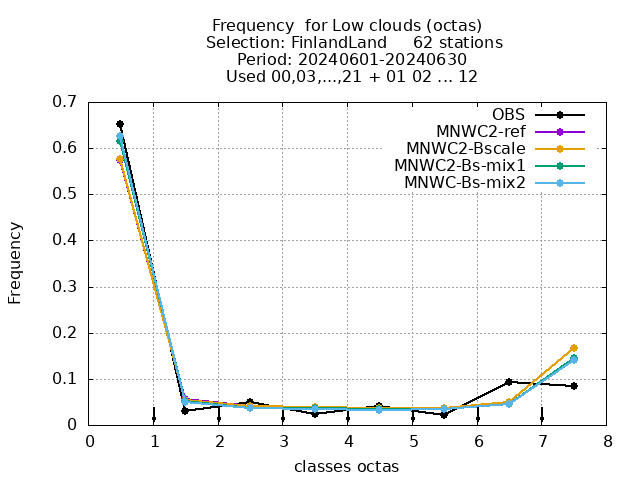 Frequency  for Low clouds (octas)
Selection: FinlandLand     62 stations
Period: 20240601-20240630
Used 00,03,...,21 + 01 02 ... 12
OBS
MNWC2-ref
MNWC2-Bscale
MNWC2-Bs-mix1
MNWC-Bs-mix2
Frequency
0.7
0.6
0.5
0.4
0.3
0.2
0.1
0
0 1 2 3 4 5 6 7 8
classes octas